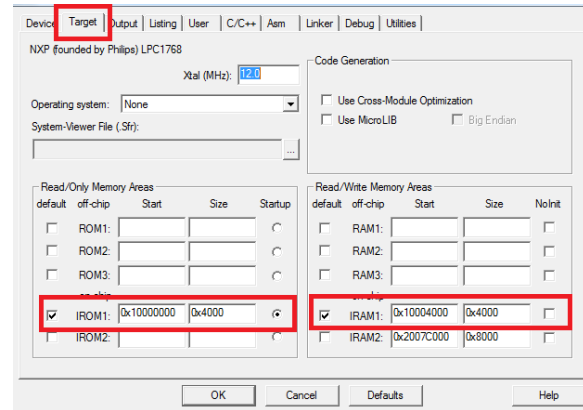 Device Target Output Listing User C/C++ Asm Linker Debug Utilities
NXP (founded by Philips) LPC1768
Xtal (MHz): 12.0
Operating system: None
System-Viewer File (.Sfr):
...
Code Generation
Use Cross-Module Optimization
Use MicroLIB Big Endian
Read/Only Memory Areas
default off-chip Start Size Startup
ROM1:
ROM2:
ROM3:
on-chip
IROM1: 0x10000000 0x4000
IROM2:
Read/Write Memory Areas
default off-chip Start Size NoInit
RAM1:
RAM2:
RAM3:
on-chip
IRAM1: 0x10004000 0x4000
IRAM2: 0x2007C000 0x8000
OK Cancel Defaults Help